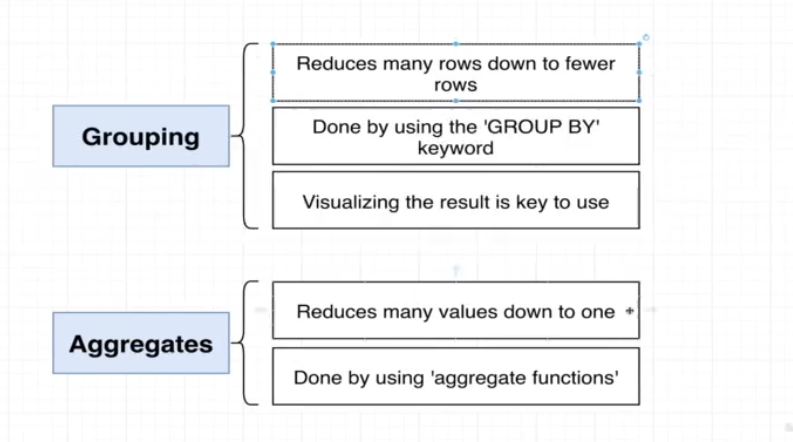 Grouping
Reduces many rows down to fewer
rows
Done by using the 'GROUP BY'
keyword
Visualizing the result is key to use
Aggregates
Reduces many values down to one
Done by using 'aggregate functions'